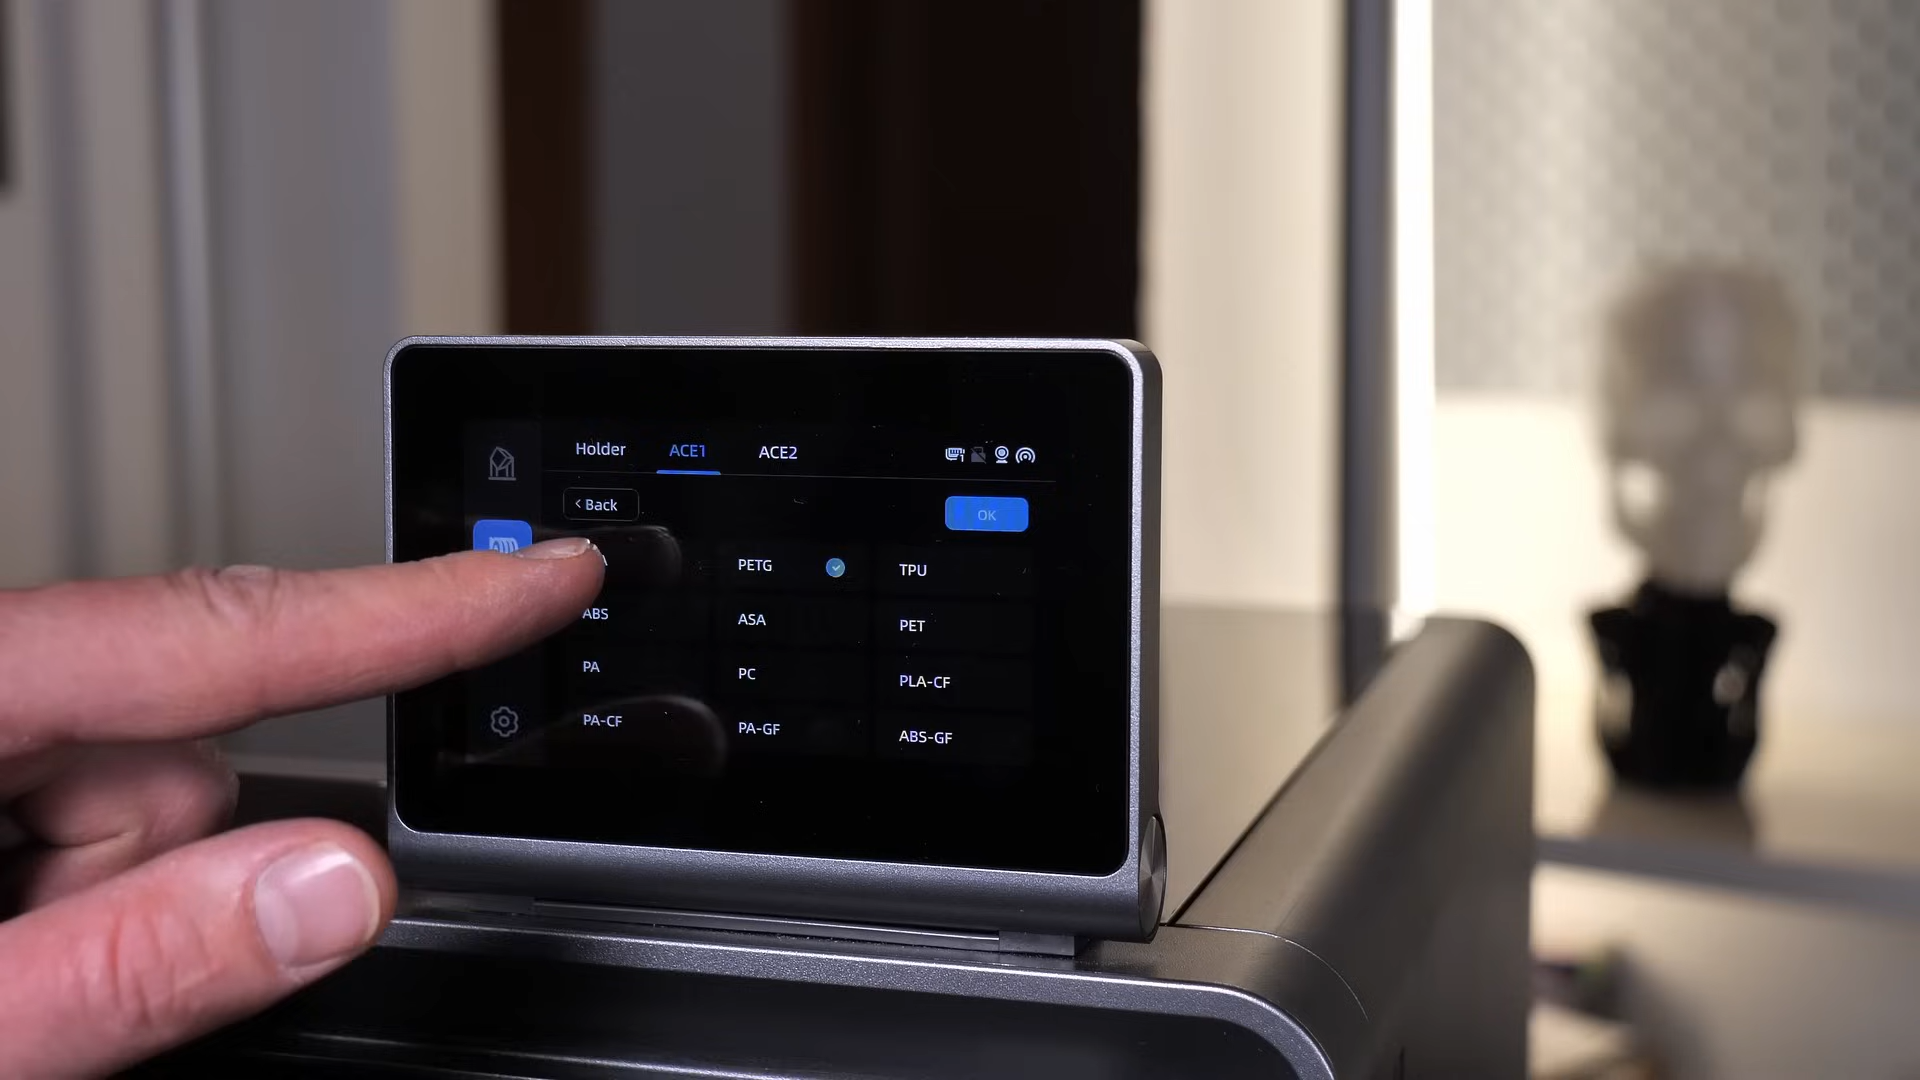 Holder ACE1 ACE2
< Back OK
PETG TPU
ABS ASA PET
PA PC PLA-CF
PA-CF PA-GF ABS-GF